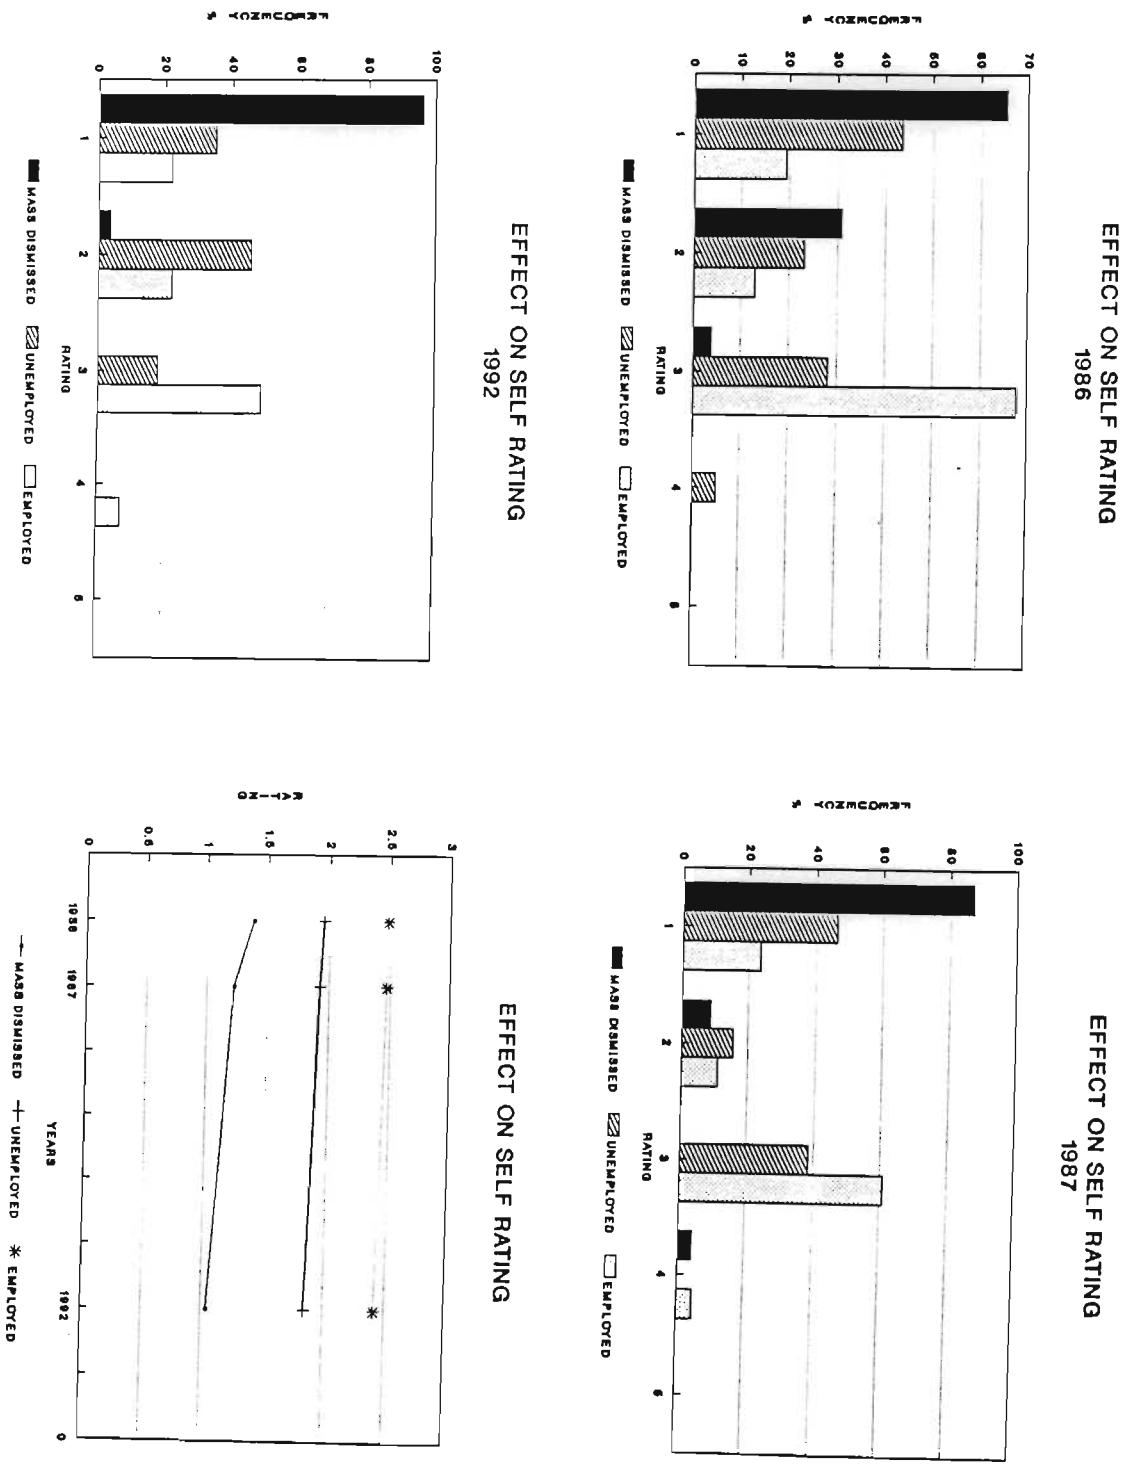 EFFECT ON SELF RATING
1986
FREQUENCY %
70
60
50
40
30
20
10
0
1 2 3 4 5
RATING
MASS DISMISSED UNEMPLOYED EMPLOYED
EFFECT ON SELF RATING
1987
FREQUENCY %
100
80
60
40
20
0
1 2 3 4 5
RATING
MASS DISMISSED UNEMPLOYED EMPLOYED
EFFECT ON SELF RATING
1992
FREQUENCY %
100
80
60
40
20
0
1 2 3 4 5
RATING
MASS DISMISSED UNEMPLOYED EMPLOYED
EFFECT ON SELF RATING
RATING
3
2.5
2
1.5
1
0.5
0
1986 1987 1992 0
YEARS
MASS DISMISSED UNEMPLOYED EMPLOYED